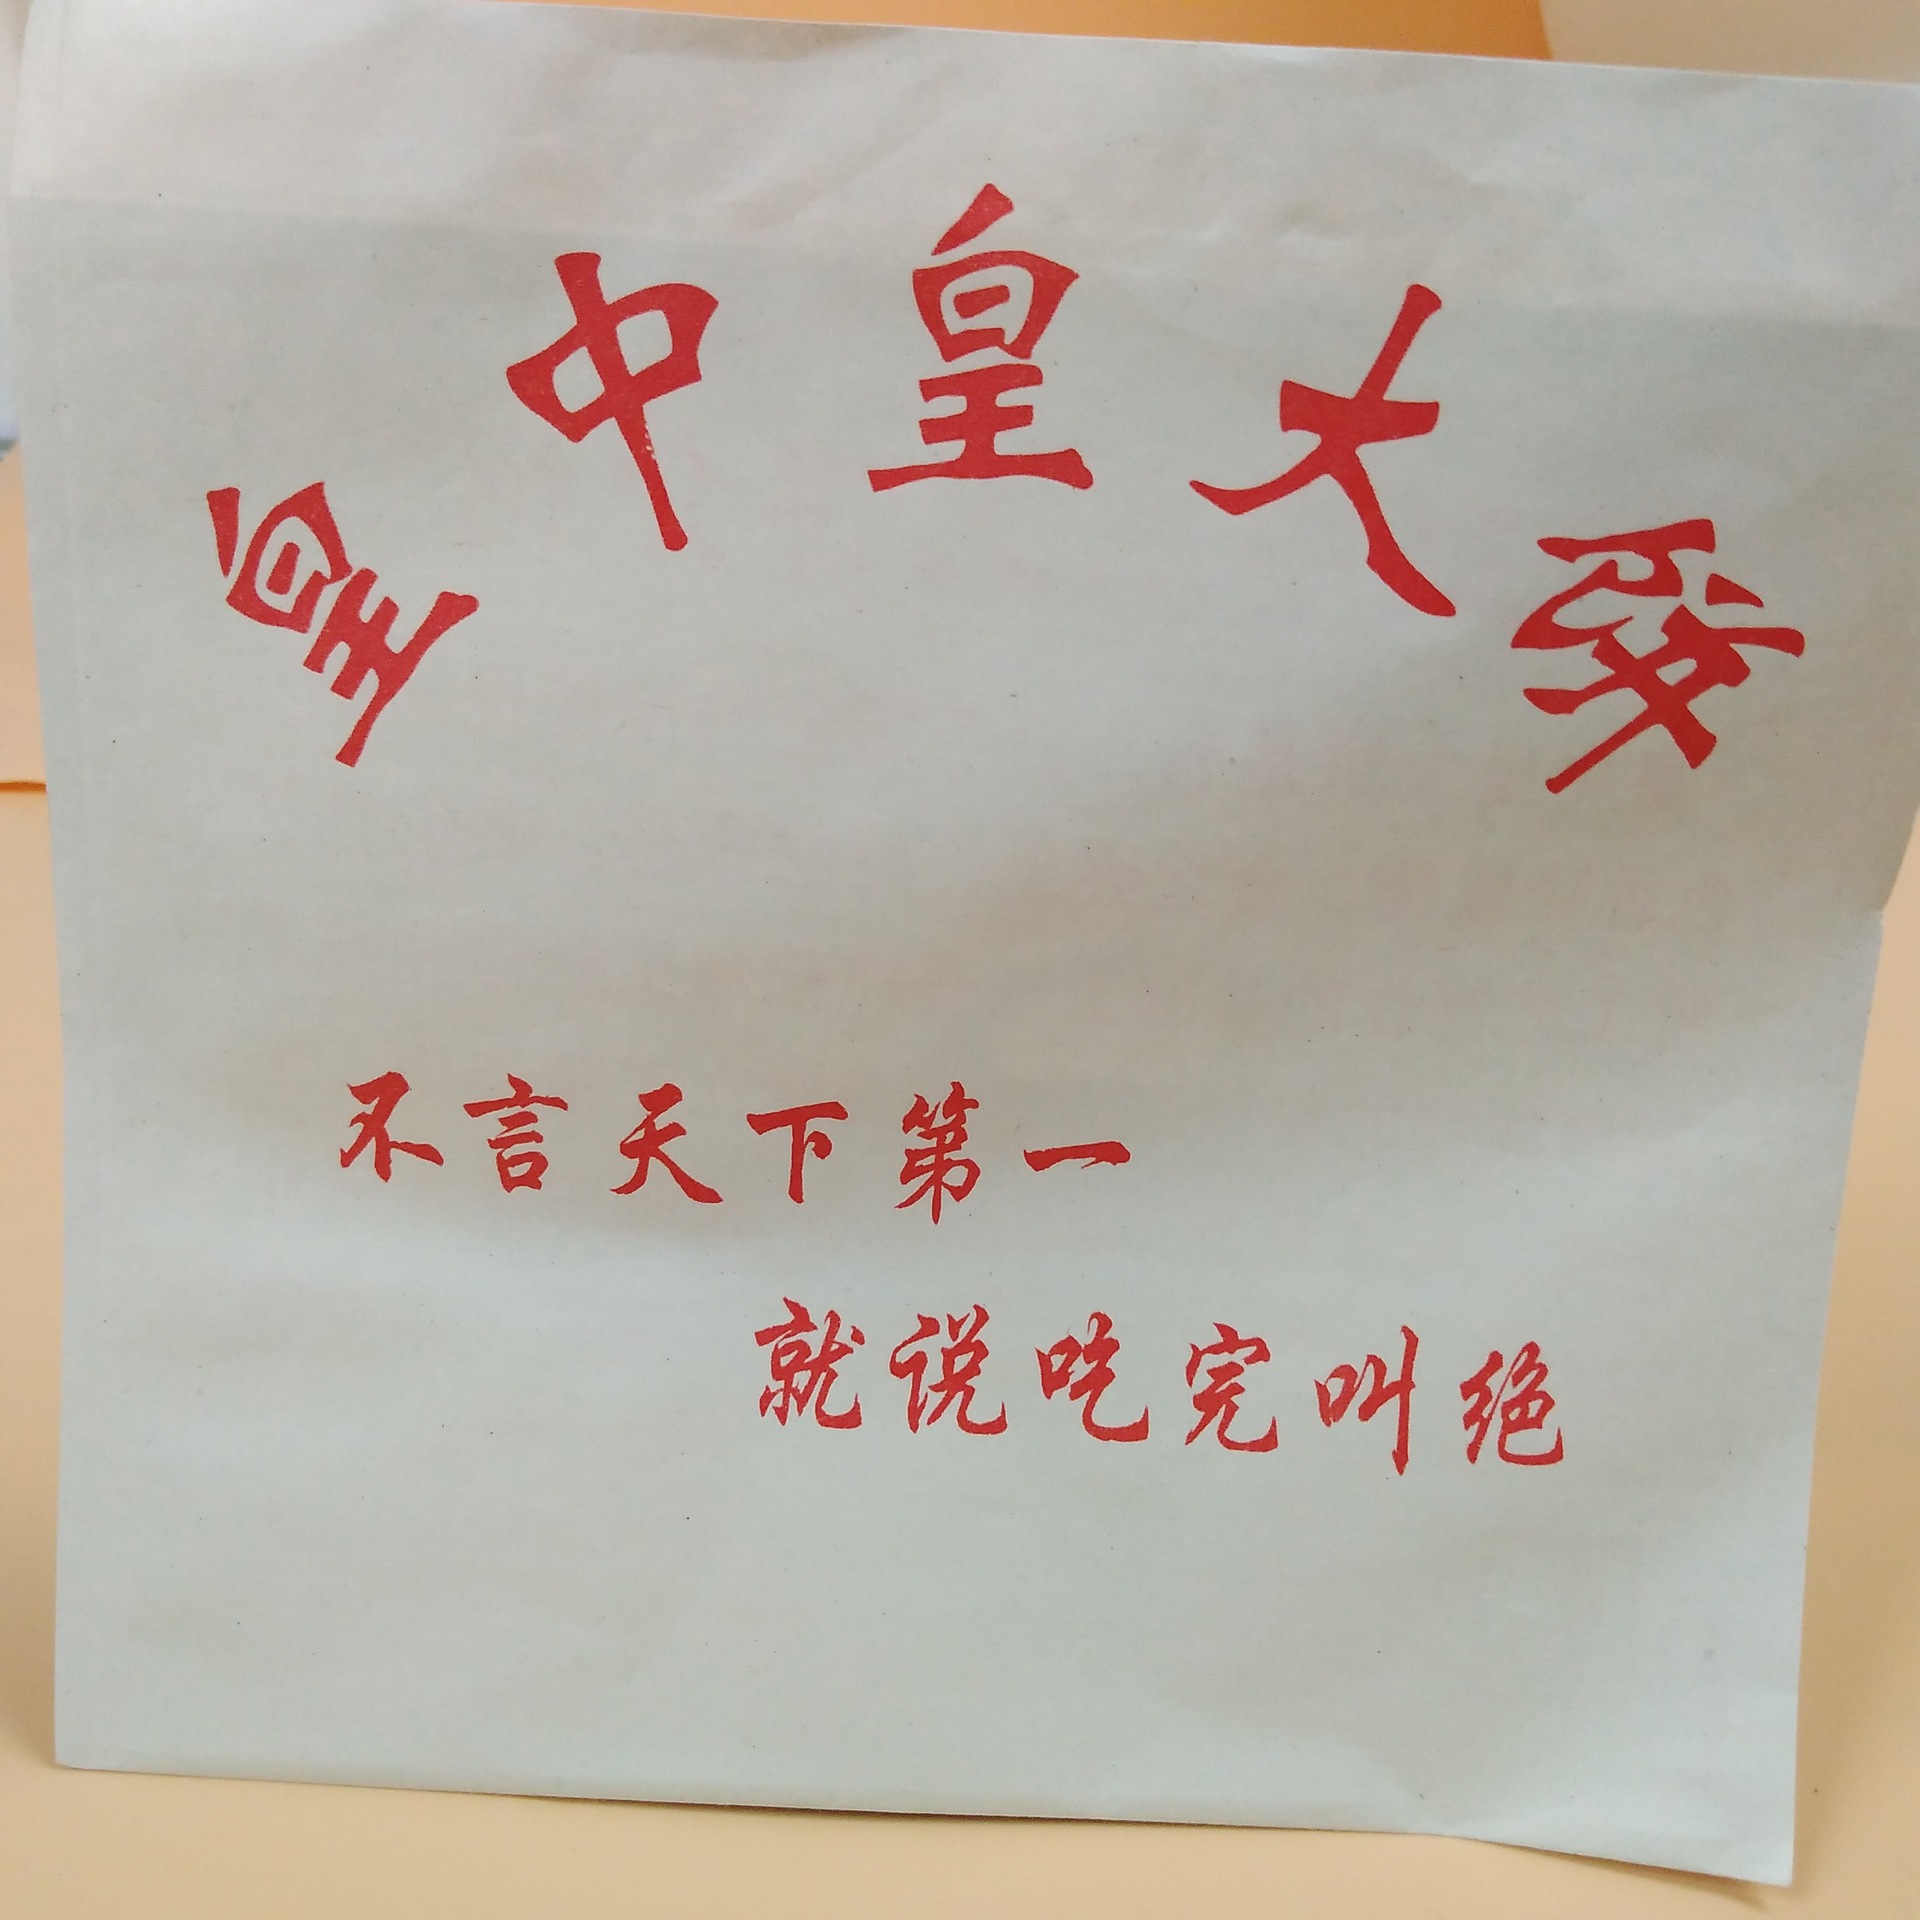 皇中皇大饼
不言天下第一
就说吃完叫绝